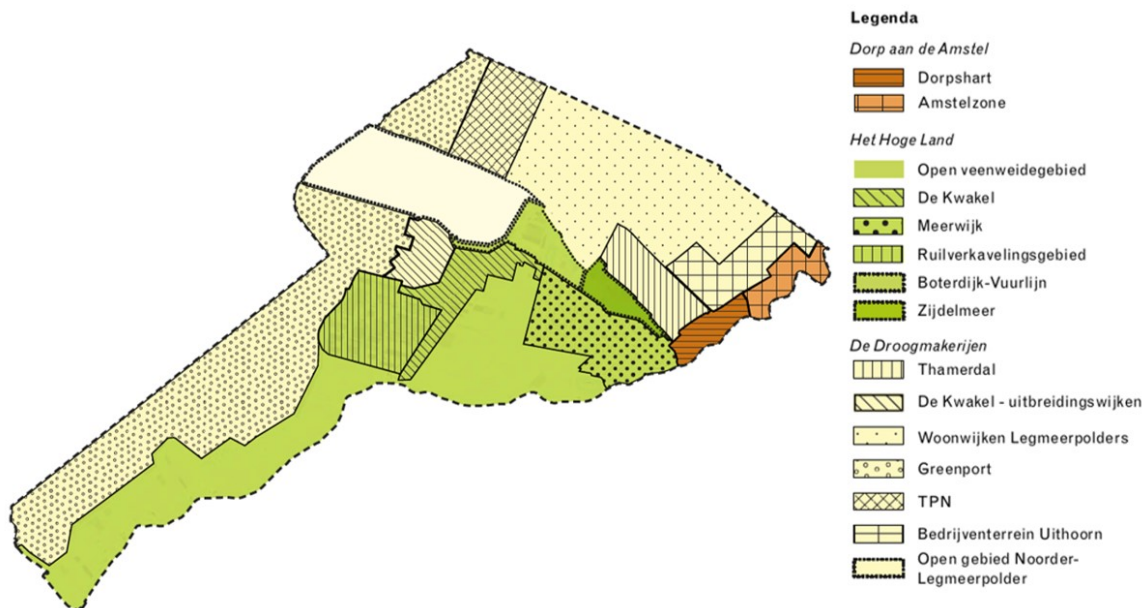 Legenda
Dorp aan de Amstel
Dorpshart
Amstelzone
Het Hoge Land
Open veenweidegebied
De Kwakel
Meerwijk
Ruilverkavelingsgebied
Boterdijk-Vuurlijn
Zijdelmeer
De Droogmakerijen
Thamerdal
De Kwakel - uitbreidingswijken
Woonwijken Legmeerpolders
Greenport
TPN
Bedrijventerrein Uithoorn
Open gebied Noorder-
Legmeerpolder